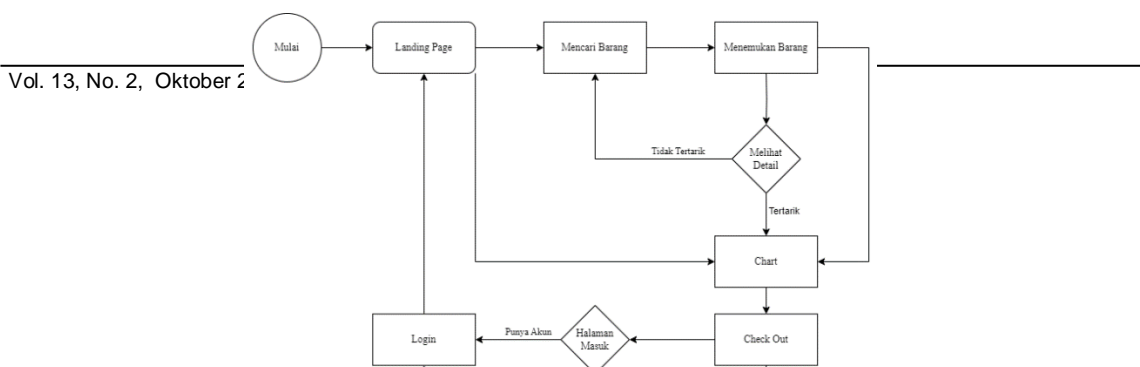 Mulai
Landing Page
Mencari Barang
Menemukan Barang
Vol. 13, No. 2, Oktober
Tidak Tertarik
Melihat
Detail
Tertarik
Chart
Login
Punya Akun
Halaman
Masuk
Check Out